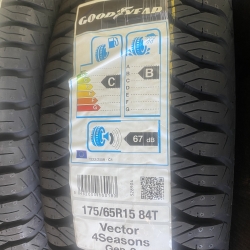 GOODYEAR
A
B
C
D
E
F
G
C
B
67 dB
175/65R15 84T
Vector
4Seasons